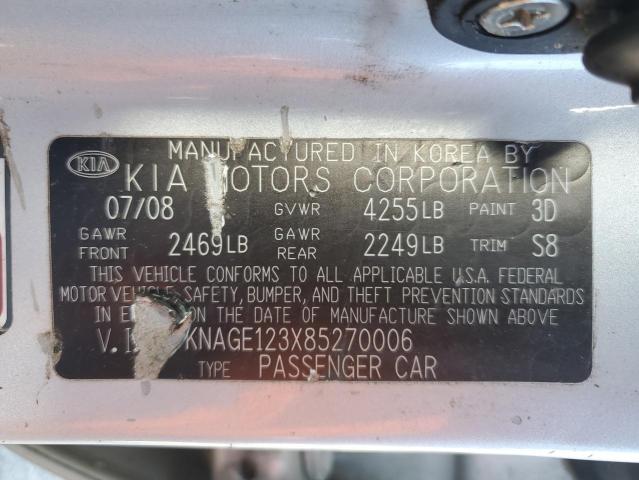 MANUFACTURED IN KOREA BY
KIA KIA MOTORS CORPORATION
07/08 GVWR 4255LB PAINT 3D
GAWR FRONT 2469LB GAWR REAR 2249LB TRIM S8
THIS VEHICLE CONFORMS TO ALL APPLICABLE U.S.A. FEDERAL
MOTOR VEHICLE SAFETY, BUMPER, AND THEFT PREVENTION STANDARDS
IN EFFECT ON THE DATE OF MANUFACTURE SHOWN ABOVE
V.I KNAGE123X85270006
TYPE PASSENGER CAR